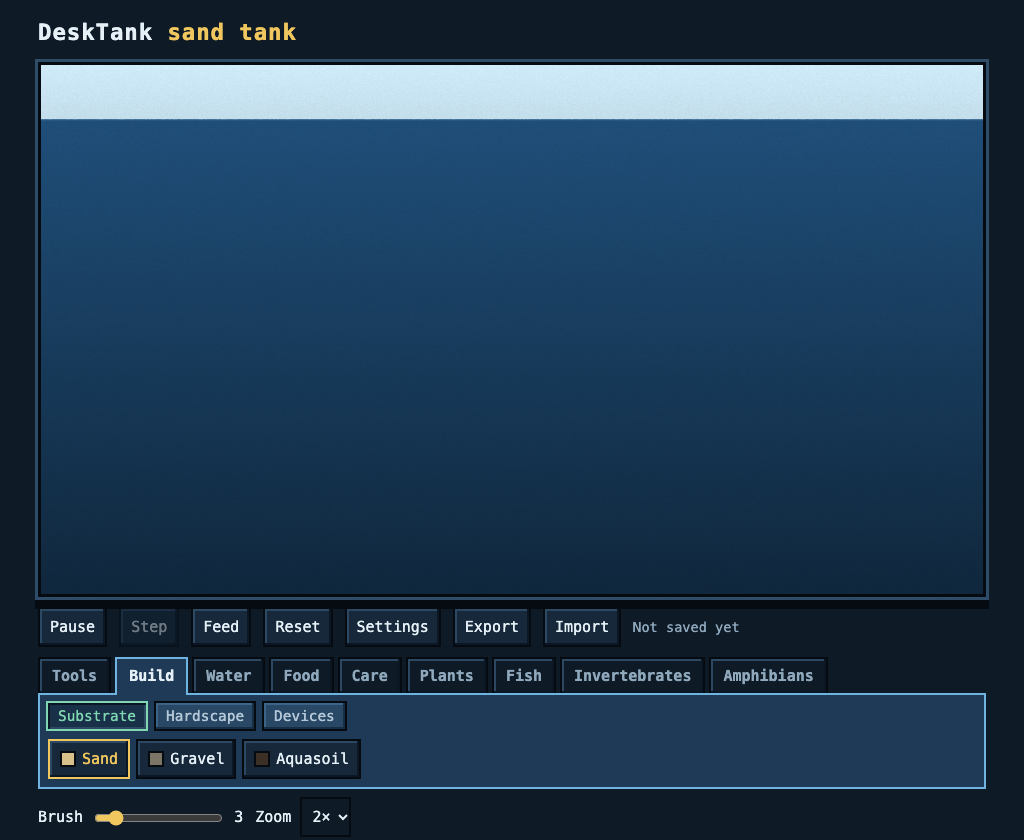 DeskTank sand tank
Pause Step Feed Reset Settings Export Import Not saved yet
Tools Build Water Food Care Plants Fish Invertebrates Amphibians
Substrate Hardscape Devices
Sand Gravel Aquasoil
Brush 3 Zoom 2×